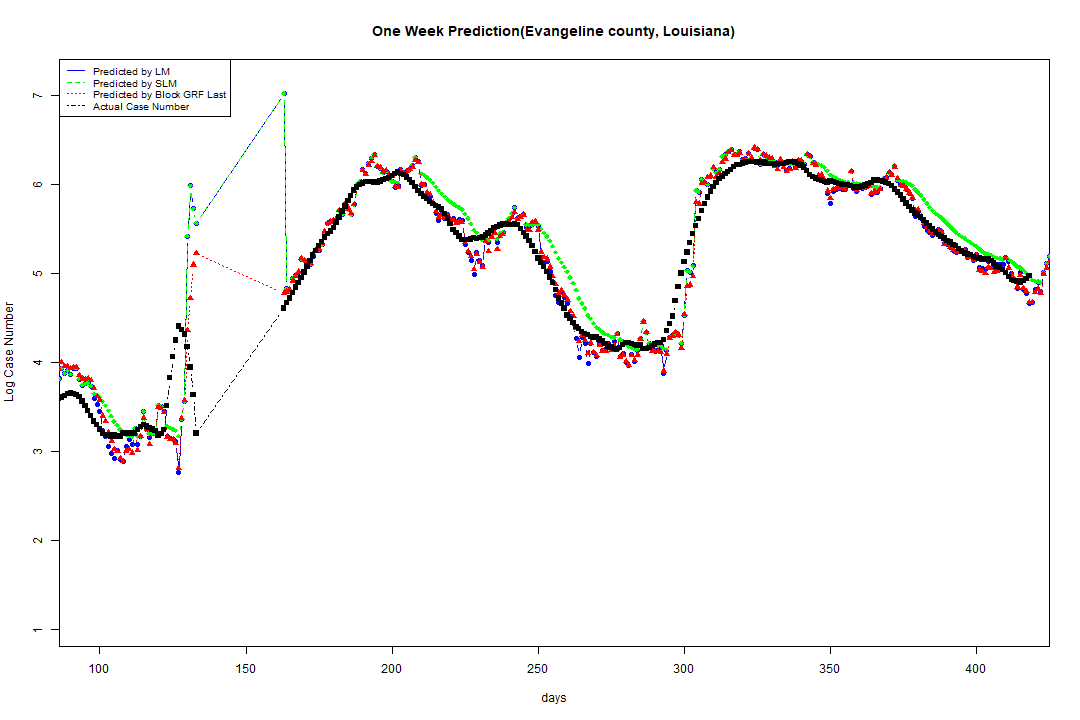 One Week Prediction(Evangeline county, Louisiana)
Predicted by LM
Predicted by SLM
Predicted by Block GRF Last
Actual Case Number
7
6
5
4
3
2
1
Log Case Number
100 150 200 250 300 350 400
days